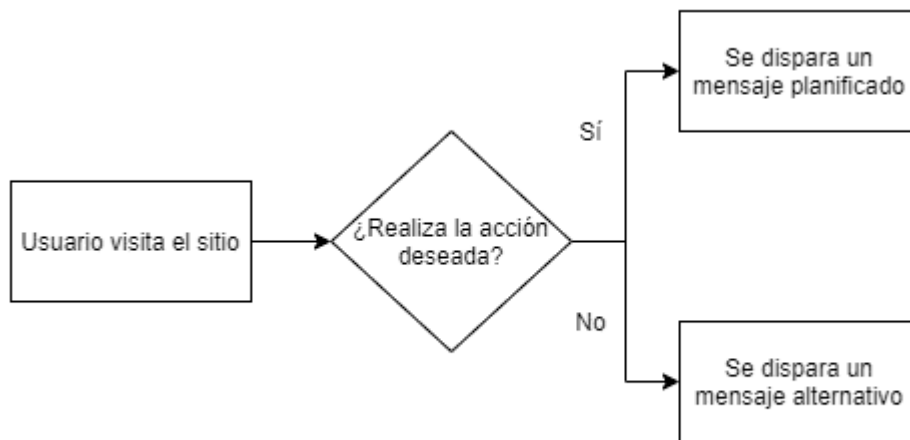 Usuario visita el sitio
¿Realiza la acción
deseada?
Sí
Se dispara un
mensaje planificado
No
Se dispara un
mensaje alternativo